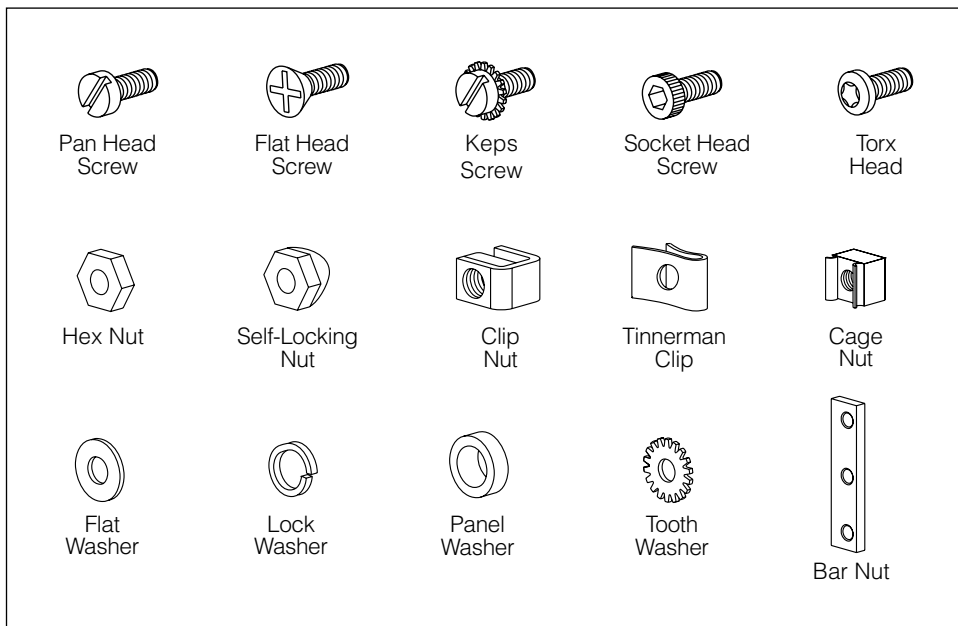 Pan Head
Screw
Flat Head
Screw
Keps
Screw
Socket Head
Screw
Torx
Head
Hex Nut
Self-Locking
Nut
Clip
Nut
Tinnerman
Clip
Cage
Nut
Flat
Washer
Lock
Washer
Panel
Washer
Tooth
Washer
Bar Nut